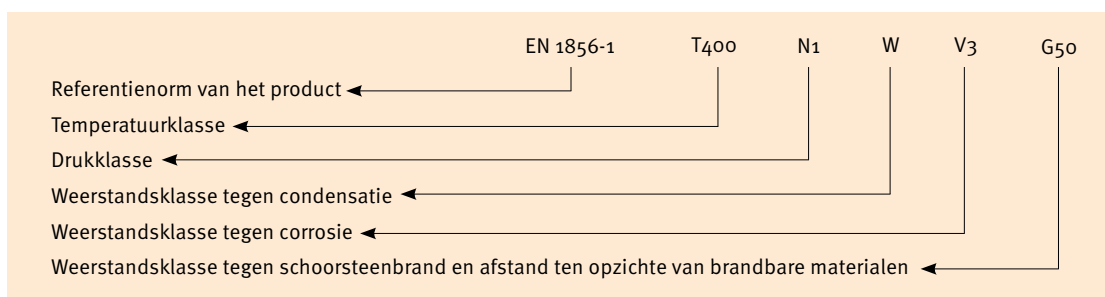 EN 1856-1 T400 N1 W V3 G50
Referentienorm van het product
Temperatuurklasse
Drukklasse
Weerstandsklasse tegen condensatie
Weerstandsklasse tegen corrosie
Weerstandsklasse tegen schoorsteenbrand en afstand ten opzichte van brandbare materialen